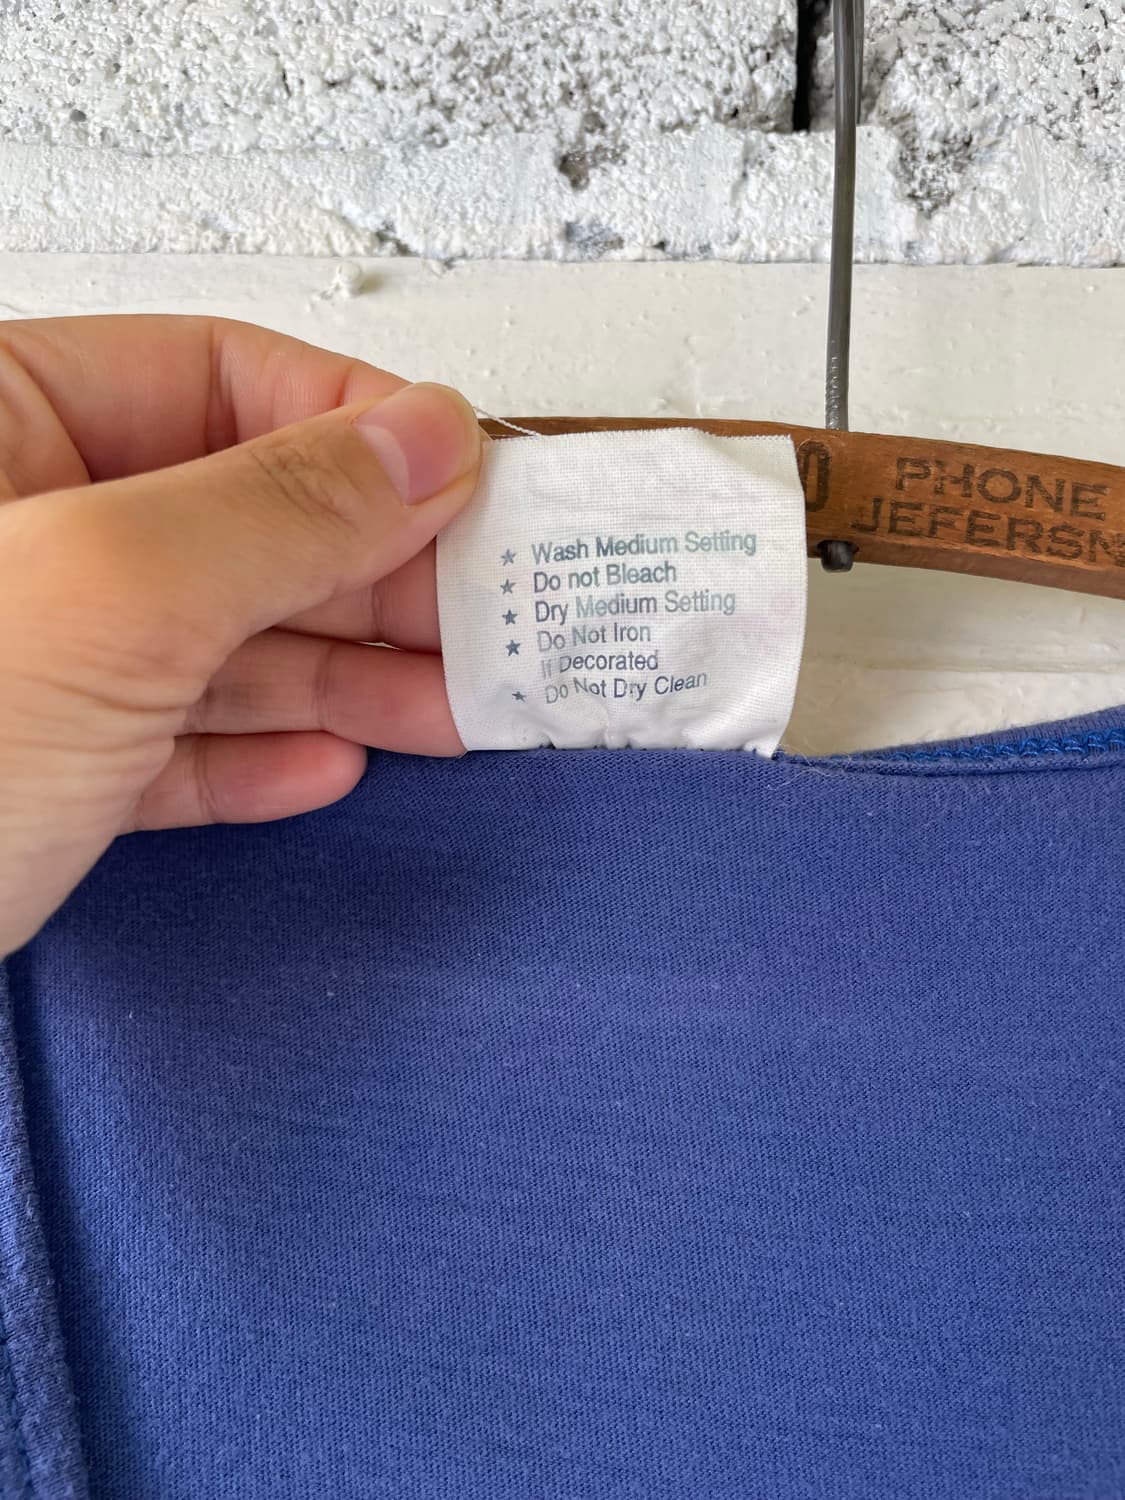 ★ Wash Medium Setting
★ Do not Bleach
★ Dry Medium Setting
★ Do Not Iron
If Decorated
★ Do Not Dry Clean
PHONE
JEFERSN